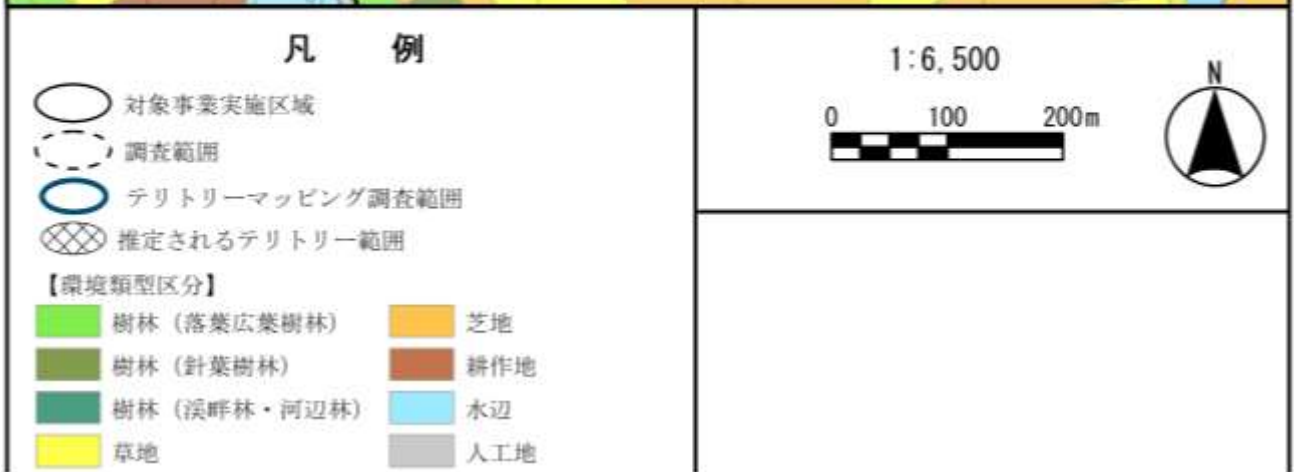 凡 例
対象事業実施区域
調査範囲
テリトリーマッピング調査範囲
推定されるテリトリー範囲
【環境類型区分】
樹林（落葉広葉樹林）
樹林（針葉樹林）
樹林（渓畔林・河辺林）
草地
芝地
耕作地
水辺
人工地
1:6,500
0 100 200m
N